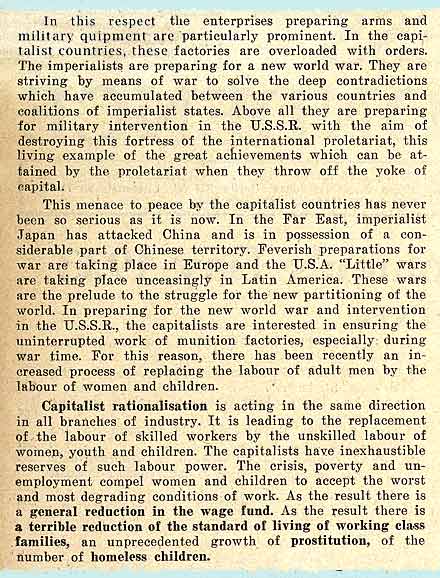 In this respect the enterprises preparing arms and
military quipment are particularly prominent. In the capi-
talist countries, these factories are overloaded with orders.
The imperialists are preparing for a new world war. They are
striving by means of war to solve the deep contradictions
which have accumulated between the various countries and
coalitions of imperialist states. Above all they are preparing
for military intervention in the U.S.S.R. with the aim of
destroying this fortress of the international proletariat, this
living example of the great achievements which can be at-
tained by the proletariat when they throw off the yoke of
capital.
This menace to peace by the capitalist countries has never
been so serious as it is now. In the Far East, imperialist
Japan has attacked China and is in possession of a con-
siderable part of Chinese territory. Feverish preparations for
war are taking place in Europe and the U.S.A. “Little” wars
are taking place unceasingly in Latin America. These wars
are the prelude to the struggle for the new partitioning of the
world. In preparing for the new world war and intervention
in the U.S.S.R., the capitalists are interested in ensuring the
uninterrupted work of munition factories, especially during
war time. For this reason, there has been recently an in-
creased process of replacing the labour of adult men by the
labour of women and children.
Capitalist rationalisation is acting in the same direction
in all branches of industry. It is leading to the replacement
of the labour of skilled workers by the unskilled labour of
women, youth and children. The capitalists have inexhaustible
reserves of such labour power. The crisis, poverty and un-
employment compel women and children to accept the worst
and most degrading conditions of work. As the result there is
a general reduction in the wage fund. As the result there is
a terrible reduction of the standard of living of working class
families, an unprecedented growth of prostitution, of the
number of homeless children.